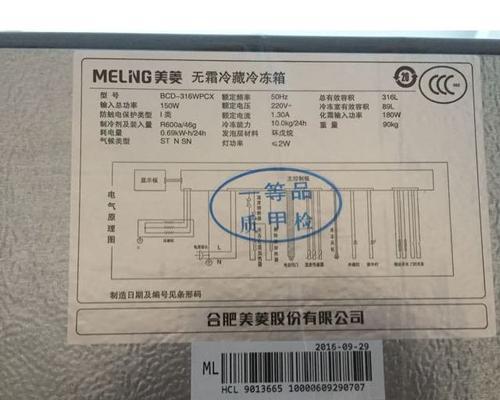 MELING美菱 无霜冷藏冷冻箱
20
CCC
型 号 BCD-316WPCX 额定频率 50Hz 总有效容积 316L
输入总功率 150W 额定电压 220V~ 冷冻室有效容积 89L
防触电保护类型 I 类 额定电流 1.30A 化霜输入功率 180W
制冷剂及装入量 R600a/46g 冷冻能力 10.0kg/24h 重 量 90kg
耗电量 0.69kW·h/24h 发泡层材料 环戊烷
气候类型 ST N SN 灯功率 ≤2W
电气原理图
显示板 主控制板
一等品
质甲检
L
N
制造日期及编号见条形码
合肥美菱股份有限公司
2016-09-29
ML
HCL 9013665 10000609290707